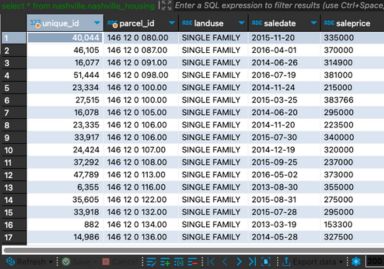 select * from nashville.nashville_housing Enter a SQL expression to filter results (use Ctrl+Space
unique_id parcel_id landuse saledate saleprice
1 40,044 146 12 0 080.00 SINGLE FAMILY 2015-11-20 335000
2 46,105 146 12 0 087.00 SINGLE FAMILY 2016-04-01 370000
3 16,077 146 12 0 091.00 SINGLE FAMILY 2014-06-26 314900
4 51,444 146 12 0 098.00 SINGLE FAMILY 2016-07-19 381000
5 23,334 146 12 0 100.00 SINGLE FAMILY 2014-11-24 215000
6 27,515 146 12 0 100.00 SINGLE FAMILY 2015-03-25 383766
7 16,078 146 12 0 105.00 SINGLE FAMILY 2014-06-20 295000
8 23,335 146 12 0 106.00 SINGLE FAMILY 2014-11-20 223500
9 33,917 146 12 0 106.00 SINGLE FAMILY 2015-07-30 340000
10 24,424 146 12 0 107.00 SINGLE FAMILY 2014-12-19 320000
11 37,292 146 12 0 108.00 SINGLE FAMILY 2015-09-25 237000
12 47,789 146 12 0 113.00 SINGLE FAMILY 2016-05-02 373000
13 6,355 146 12 0 116.00 SINGLE FAMILY 2013-08-30 355000
14 35,605 146 12 0 122.00 SINGLE FAMILY 2015-08-31 275000
15 33,918 146 12 0 132.00 SINGLE FAMILY 2015-07-28 295000
16 882 146 12 0 134.00 SINGLE FAMILY 2013-03-19 153300
17 14,986 146 12 0 136.00 SINGLE FAMILY 2014-05-28 327500
Refresh Save Cancel Export data 200